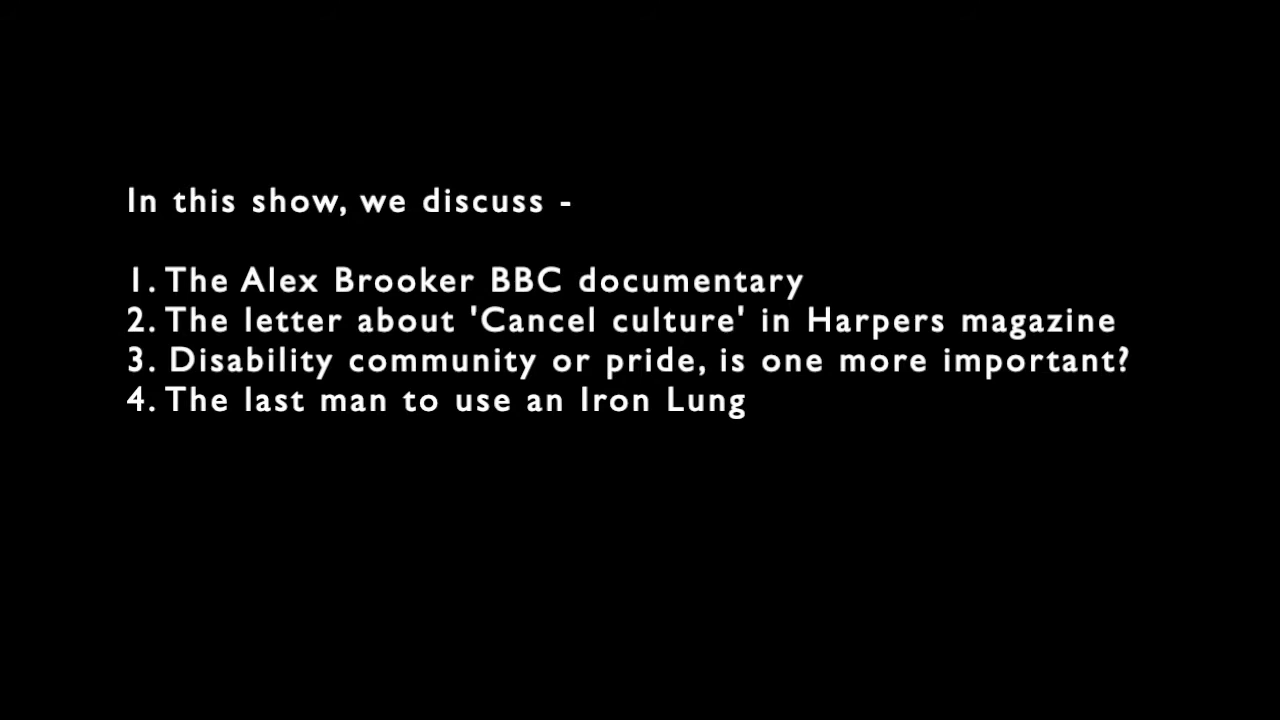 In this show, we discuss -
1. The Alex Brooker BBC documentary
2. The letter about 'Cancel culture' in Harpers magazine
3. Disability community or pride, is one more important?
4. The last man to use an Iron Lung